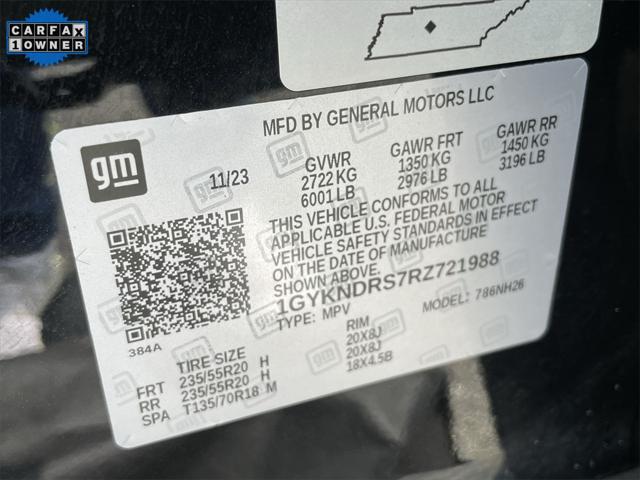 CARFAX
1 OWNER
MFD BY GENERAL MOTORS LLC
gm
11/23
GVWR
2722 KG
6001 LB
GAWR FRT
1350 KG
2976 LB
GAWR RR
1450 KG
3196 LB
THIS VEHICLE CONFORMS TO ALL
APPLICABLE U.S. FEDERAL MOTOR
VEHICLE SAFETY STANDARDS IN EFFECT
ON THE DATE OF MANUFACTURE
SHOWN ABOVE.
1GYKNDRS7RZ721988
TYPE: MPV
MODEL: 786NH26
384A
TIRE SIZE
RIM
FRT 235/55R20 H 20X8J
RR 235/55R20 H 20X8J
SPA T135/70R18 M 18X4.5B